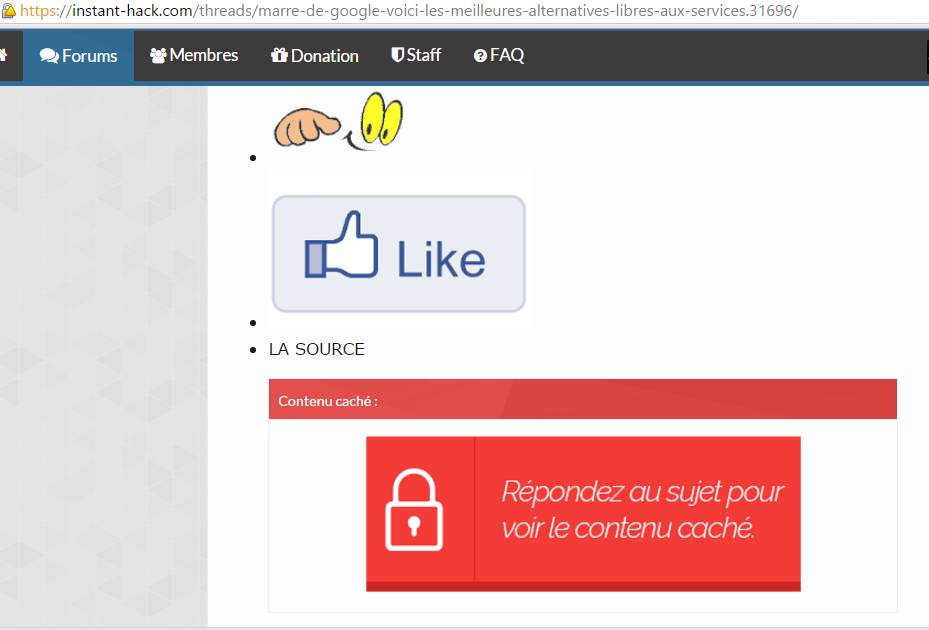 https://instant-hack.com/threads/marre-de-google-voici-les-meilleures-alternatives-libres-aux-services.31696/
Forums Membres Donation Staff FAQ
Like
LA SOURCE
Contenu caché :
Répondez au sujet pour
voir le contenu caché.